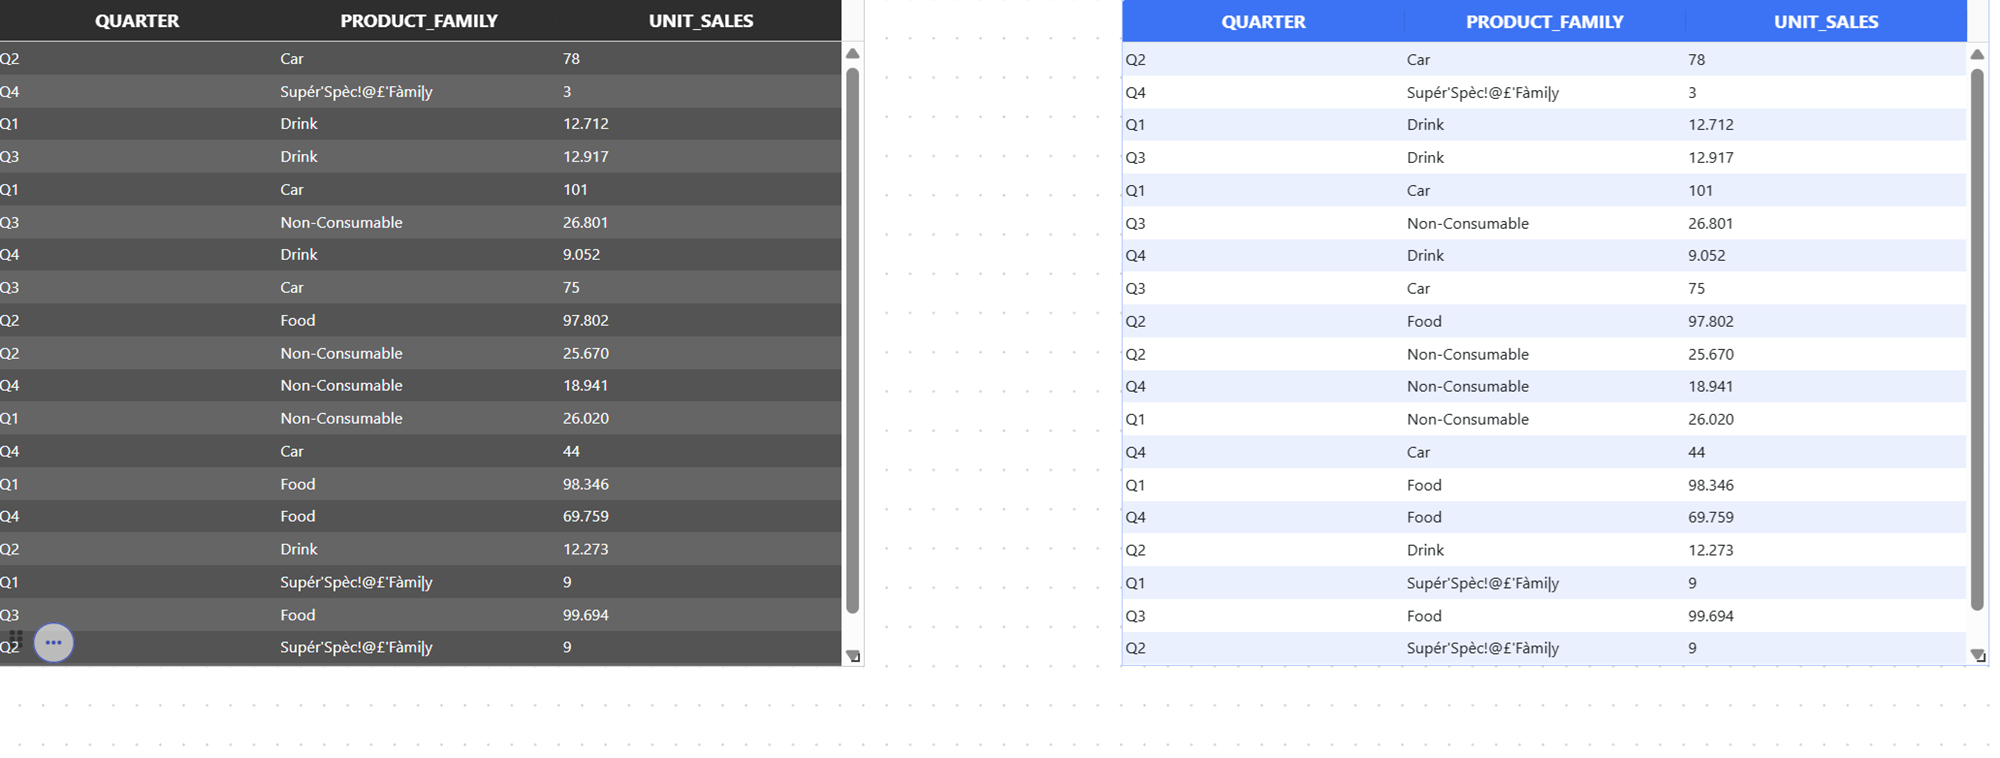 QUARTER PRODUCT_FAMILY UNIT_SALES
Q2 Car 78
Q4 Supér'Spèc!@£'Fàmi|y 3
Q1 Drink 12.712
Q3 Drink 12.917
Q1 Car 101
Q3 Non-Consumable 26.801
Q4 Drink 9.052
Q3 Car 75
Q2 Food 97.802
Q2 Non-Consumable 25.670
Q4 Non-Consumable 18.941
Q1 Non-Consumable 26.020
Q4 Car 44
Q1 Food 98.346
Q4 Food 69.759
Q2 Drink 12.273
Q1 Supér'Spèc!@£'Fàmi|y 9
Q3 Food 99.694
Q2 Supér'Spèc!@£'Fàmi|y 9
QUARTER PRODUCT_FAMILY UNIT_SALES
Q2 Car 78
Q4 Supér'Spèc!@£'Fàmi|y 3
Q1 Drink 12.712
Q3 Drink 12.917
Q1 Car 101
Q3 Non-Consumable 26.801
Q4 Drink 9.052
Q3 Car 75
Q2 Food 97.802
Q2 Non-Consumable 25.670
Q4 Non-Consumable 18.941
Q1 Non-Consumable 26.020
Q4 Car 44
Q1 Food 98.346
Q4 Food 69.759
Q2 Drink 12.273
Q1 Supér'Spèc!@£'Fàmi|y 9
Q3 Food 99.694
Q2 Supér'Spèc!@£'Fàmi|y 9